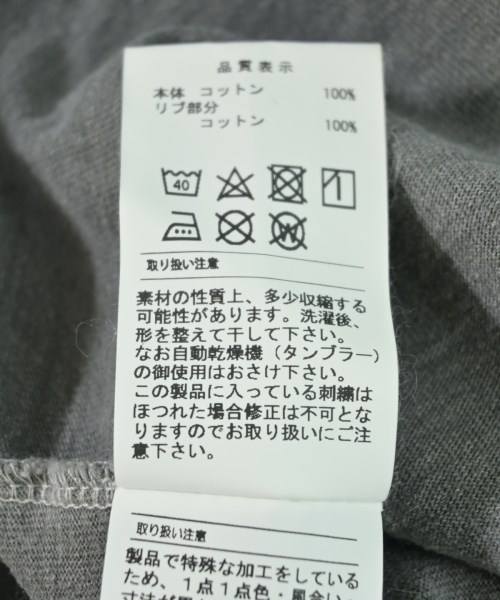 品質表示
本体 コットン 100%
リブ部分
コットン 100%
40
W
取り扱い注意
素材の性質上、多少収縮する
可能性があります。洗濯後、
形を整えて干して下さい。
なお自動乾燥機（タンブラー）
の御使用はおさけ下さい。
この製品に入っている刺繍は
ほつれた場合修正は不可とな
りますのでお取り扱いにご注
意下さい。
取り扱い注意
製品で特殊な加工をしている
ため、１点１点色・風合い・
寸法が